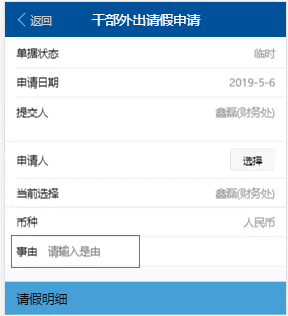 返回 干部外出请假申请
单据状态 临时
申请日期 2019-5-6
提交人 鑫磊(财务处)
申请人 选择
当前选择 鑫磊(财务处)
币种 人民币
事由 请输入是由
请假明细